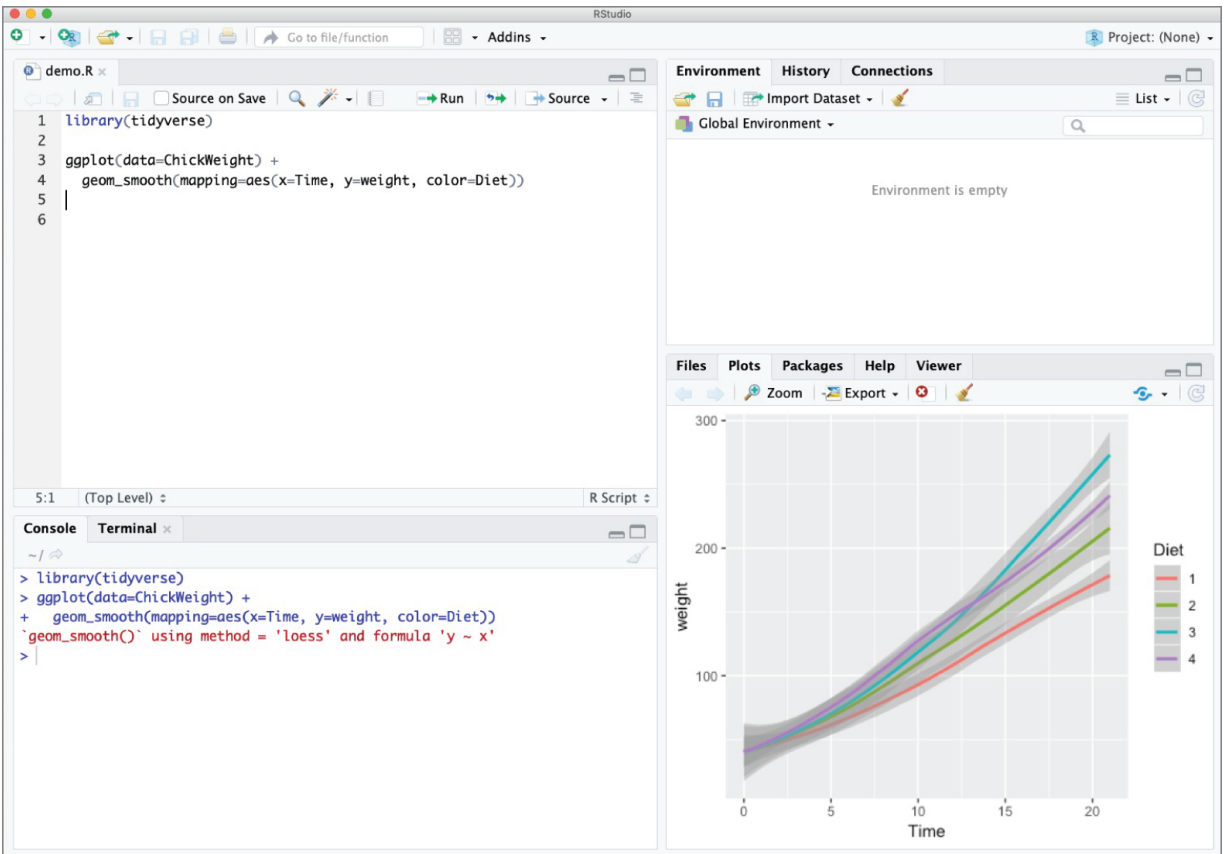 RStudio
Go to file/function
Addins
Project: (None)
demo.R
Source on Save
Run
Source
1 library(tidyverse)
2
3 ggplot(data=ChickWeight) +
4   geom_smooth(mapping=aes(x=Time, y=weight, color=Diet))
5
6
5:1 (Top Level) R Script
Console Terminal
~/
> library(tidyverse)
> ggplot(data=ChickWeight) +
+   geom_smooth(mapping=aes(x=Time, y=weight, color=Diet))
`geom_smooth()` using method = 'loess' and formula 'y ~ x'
>
Environment History Connections
Import Dataset List
Global Environment
Environment is empty
Files Plots Packages Help Viewer
Zoom Export
300
200
100
weight
0 5 10 15 20
Time
Diet
1
2
3
4